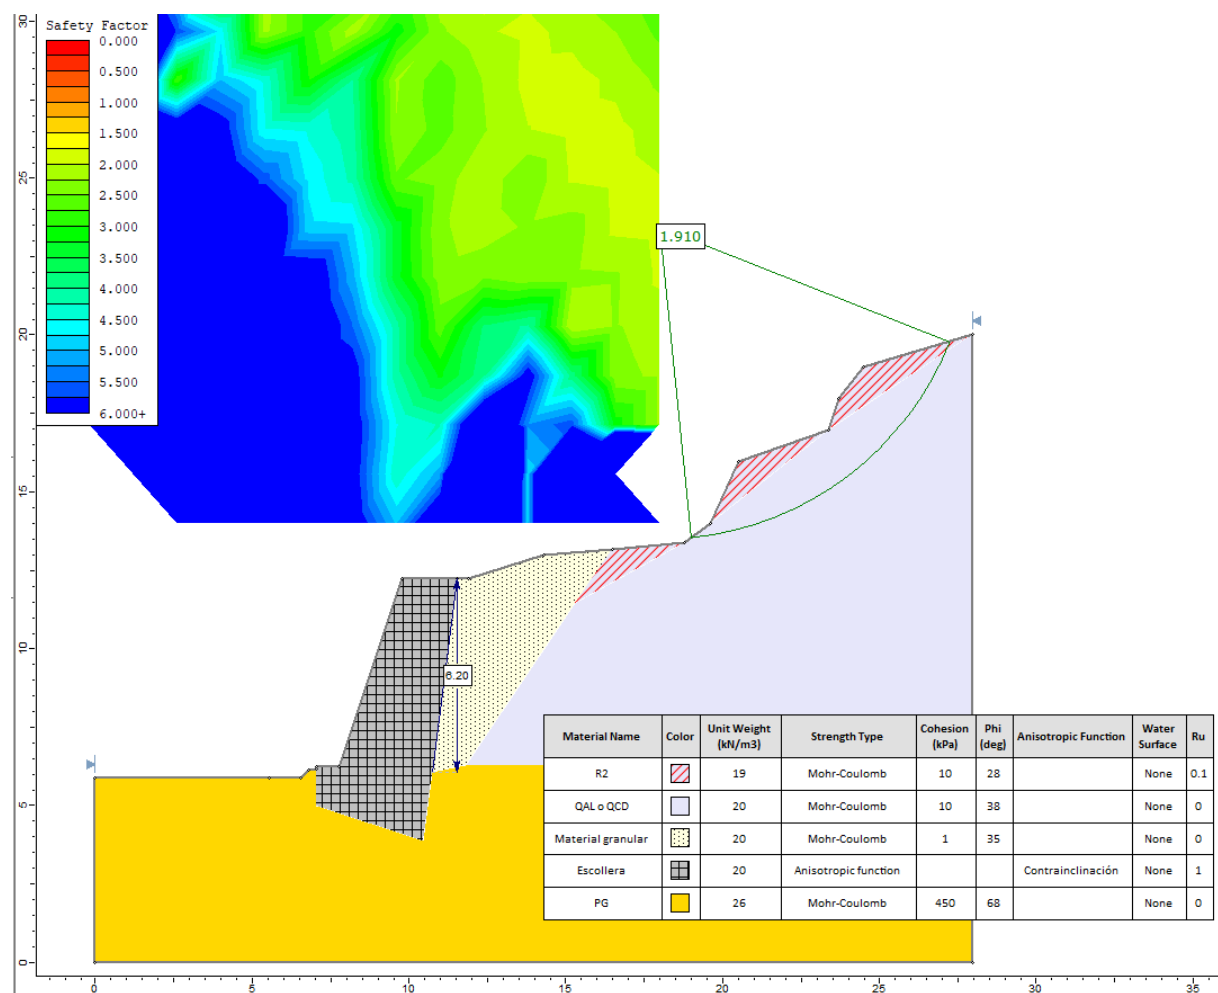 Safety Factor
0.000
0.500
1.000
1.500
2.000
2.500
3.000
3.500
4.000
4.500
5.000
5.500
6.000+
30
25
20
15
10
5
0
1.910
6.20
Material Name Color Unit Weight (kN/m3) Strength Type Cohesion (kPa) Phi (deg) Anisotropic Function Water Surface Ru
R2 19 Mohr-Coulomb 10 28 None 0.1
QAL o QCD 20 Mohr-Coulomb 10 38 None 0
Material granular 20 Mohr-Coulomb 1 35 None 0
Escollera 20 Anisotropic function Contrainclinación None 1
PG 26 Mohr-Coulomb 450 68 None 0
0 5 10 15 20 25 30 35